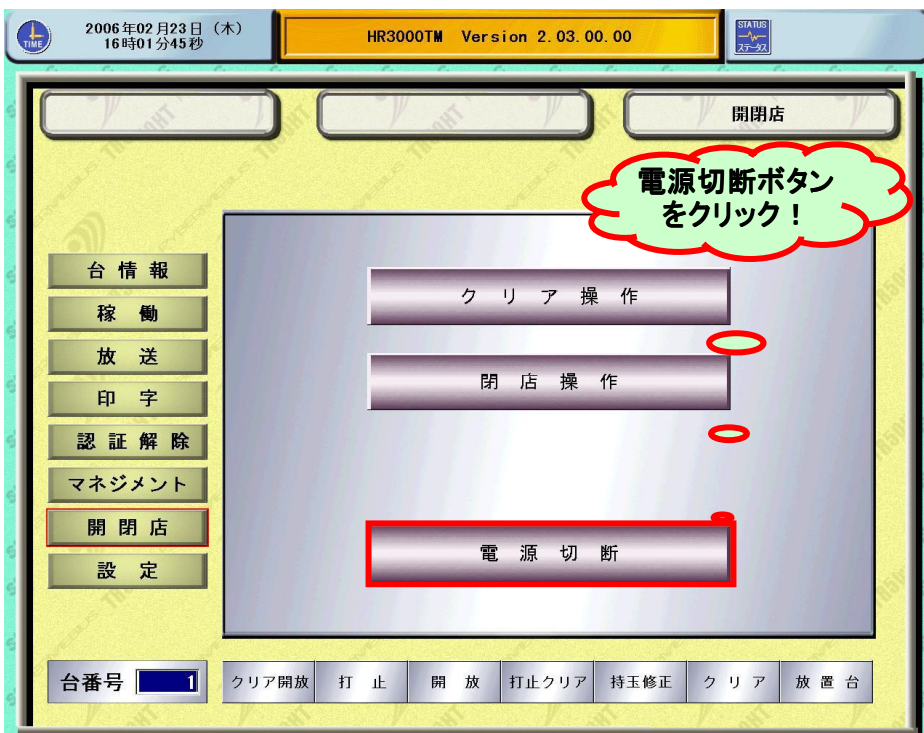 2006年02月23日(木)
16時01分45秒
TIME
HR3000TM Version 2.03.00.00
STATUS
ステータス
開閉店
電源切断ボタン
をクリック！
台情報
稼働
放送
印字
認証解除
マネジメント
開閉店
設定
クリア操作
閉店操作
電源切断
台番号 1
クリア開放 打止 開放 打止クリア 持玉修正 クリア 放置台